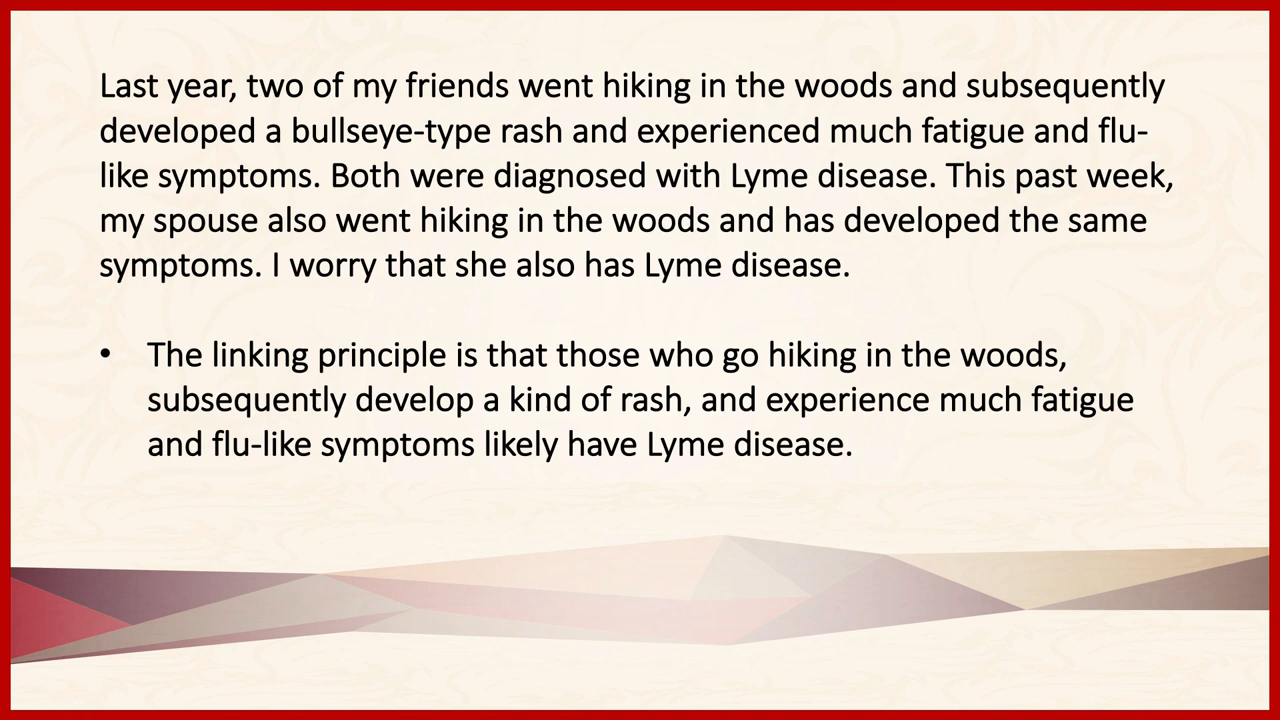 Last year, two of my friends went hiking in the woods and subsequently
developed a bullseye-type rash and experienced much fatigue and flu-
like symptoms. Both were diagnosed with Lyme disease. This past week,
my spouse also went hiking in the woods and has developed the same
symptoms. I worry that she also has Lyme disease.
• The linking principle is that those who go hiking in the woods,
subsequently develop a kind of rash, and experience much fatigue
and flu-like symptoms likely have Lyme disease.